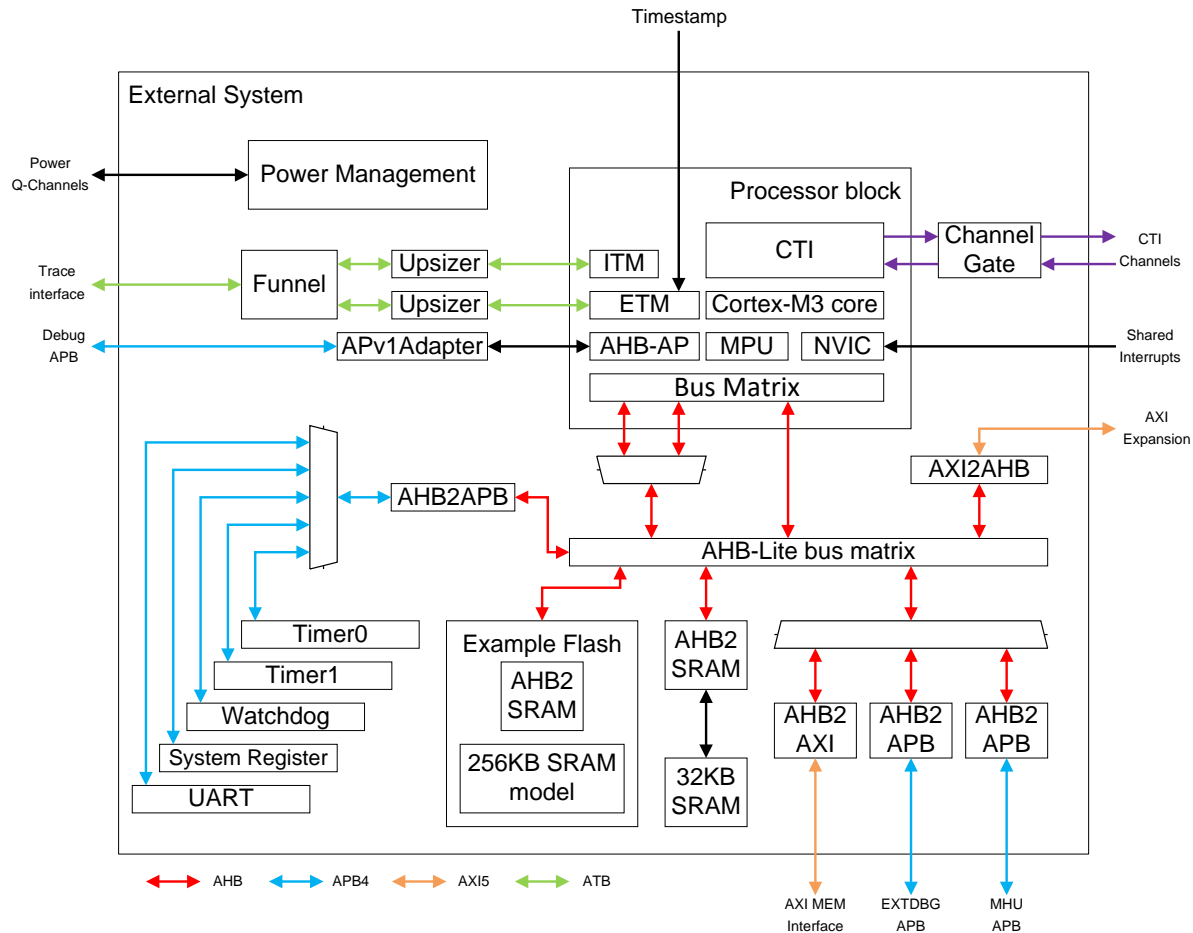 Timestamp
External System
Power
Q-Channels
Power Management
Processor block
CTI
Channel
Gate
CTI
Channels
Trace
interface
Funnel
Upsizer
ITM
Upsizer
ETM
Cortex-M3 core
Debug
APB
APv1Adapter
AHB-AP
MPU
NVIC
Shared
Interrupts
Bus Matrix
AXI
Expansion
AXI2AHB
AHB2APB
AHB-Lite bus matrix
Timer0
Timer1
Watchdog
System Register
UART
Example Flash
AHB2
SRAM
256KB SRAM
model
AHB2
SRAM
32KB
SRAM
AHB2
AXI
AHB2
APB
AHB2
APB
AHB
APB4
AXI5
ATB
AXI MEM
Interface
EXTDBG
APB
MHU
APB